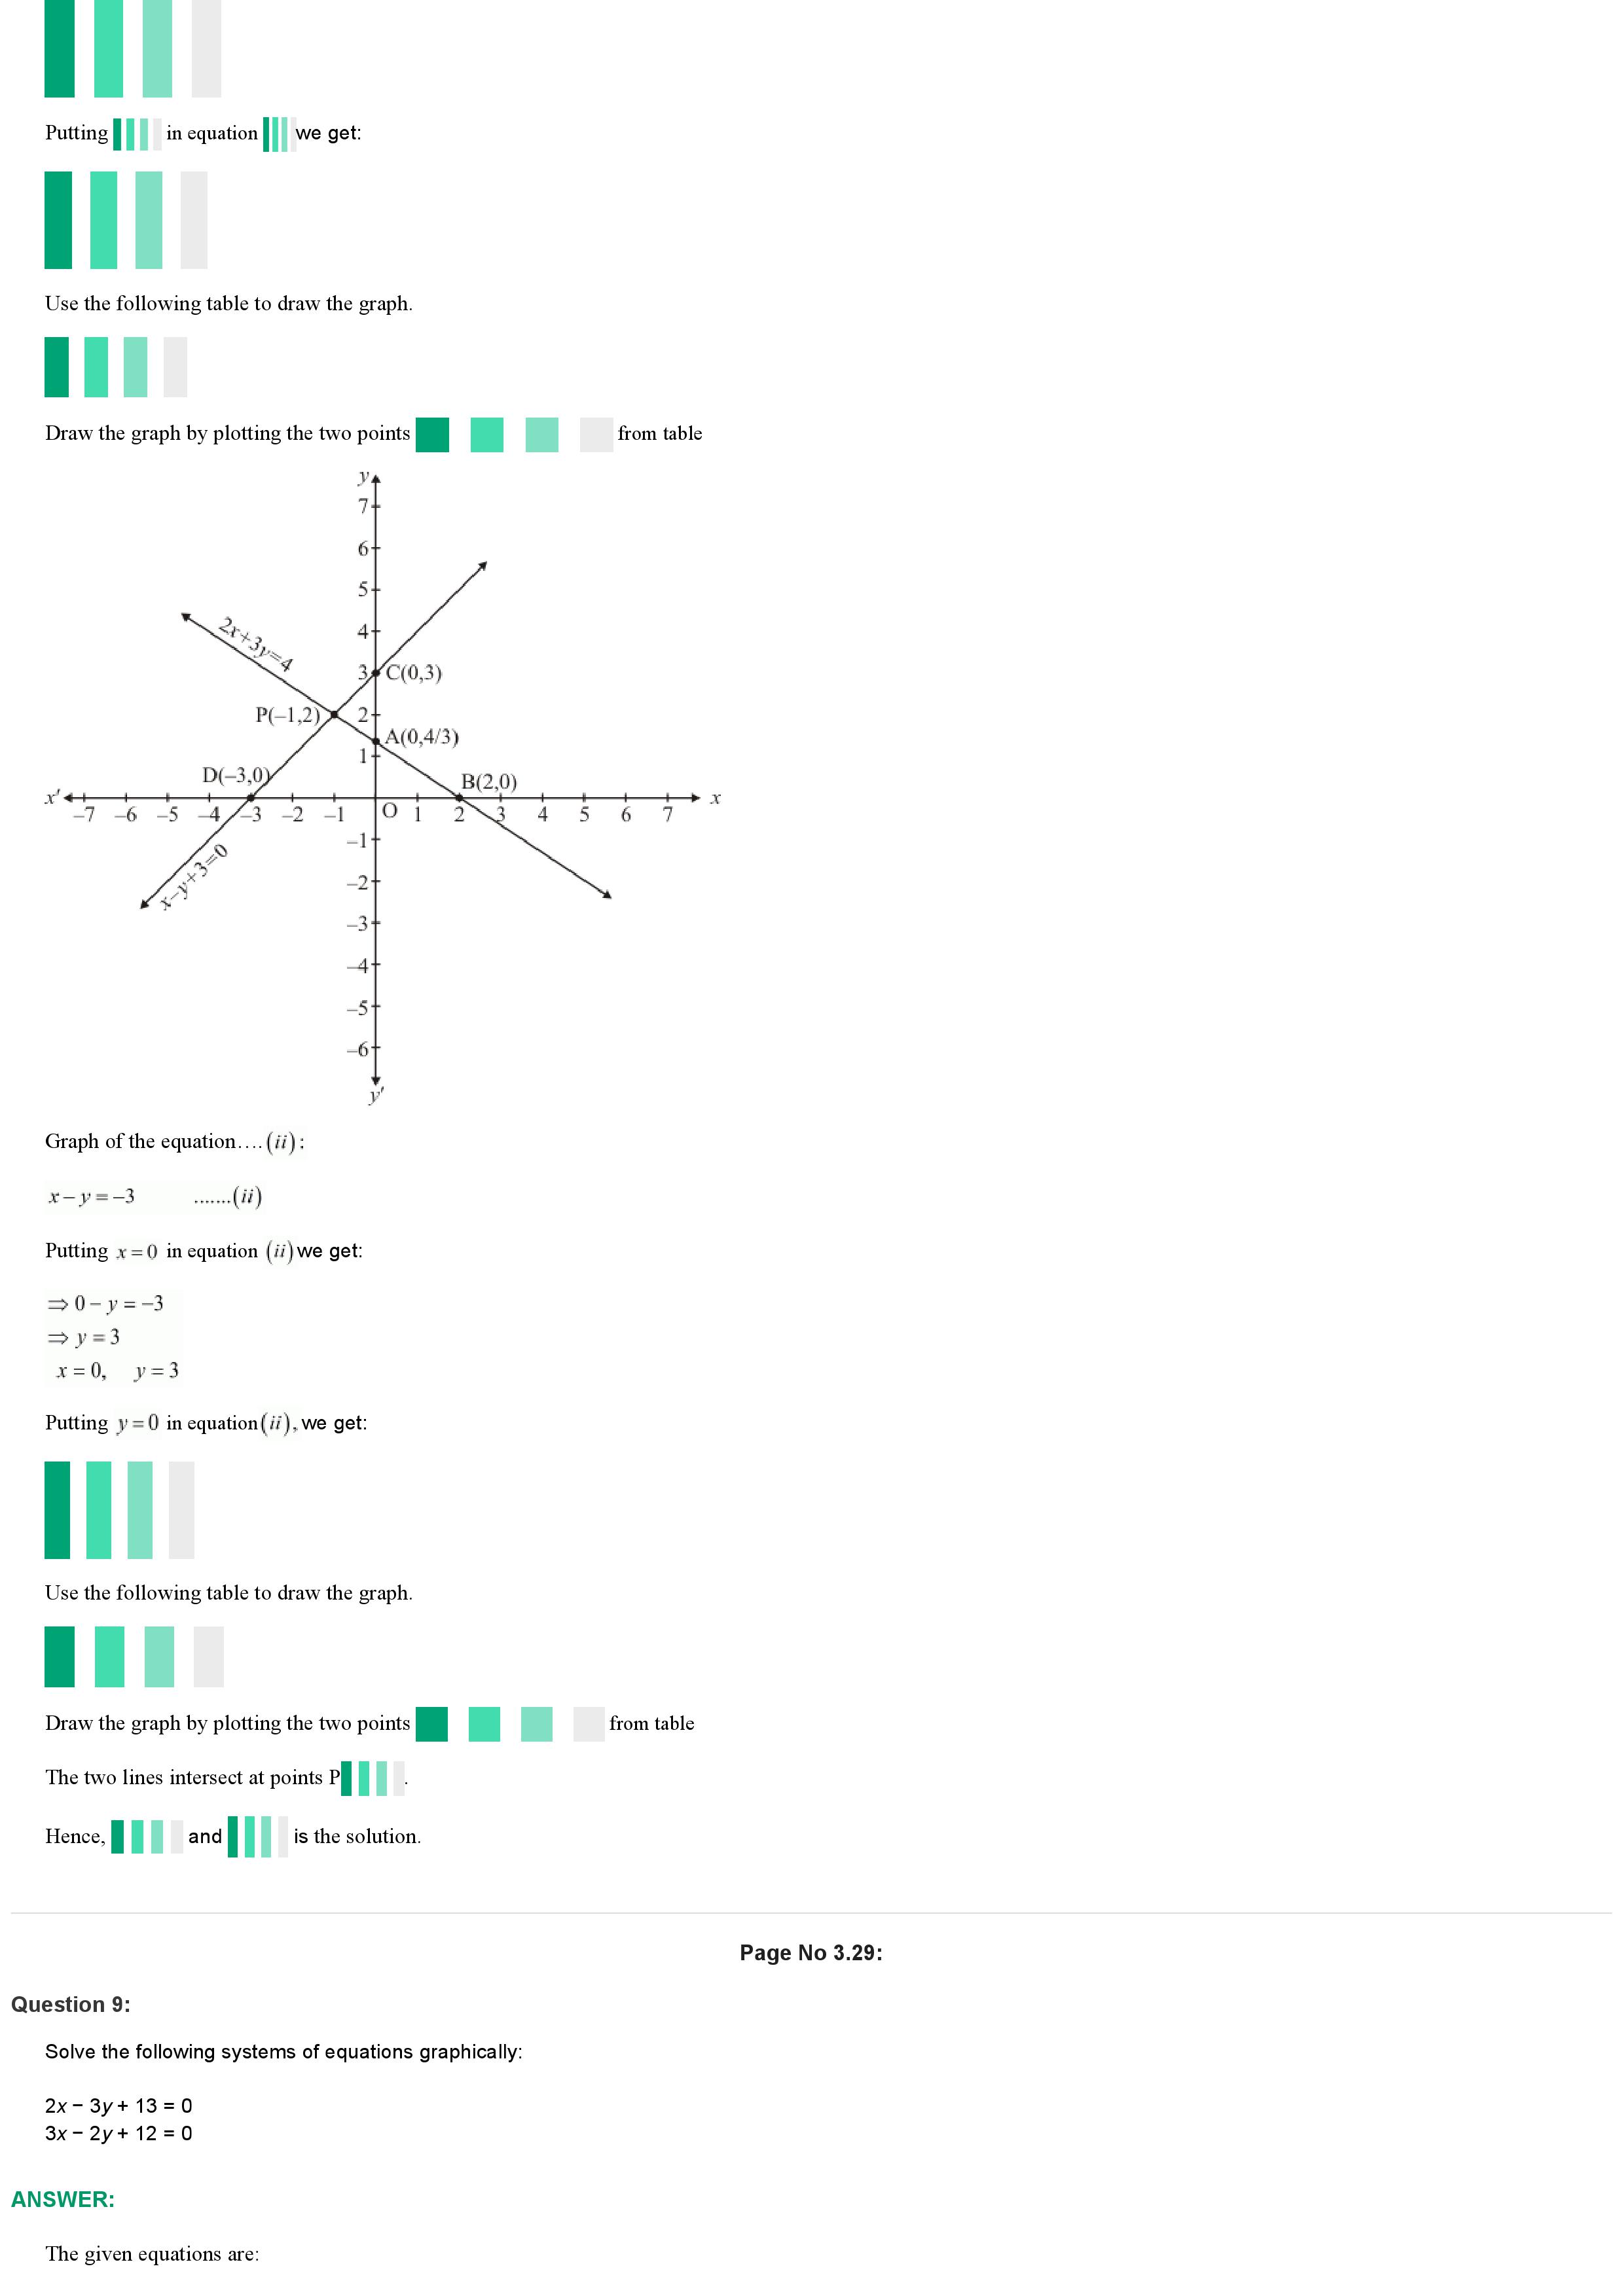 Putting in equation we get:
Use the following table to draw the graph.
Draw the graph by plotting the two points from table
y
7
6
5
2x+3y=4
4
3 C(0,3)
P(–1,2) 2
A(0,4/3)
1
D(–3,0) B(2,0)
x′ x
–7 –6 –5 –4 –3 –2 –1 O 1 2 3 4 5 6 7
–1
x–y+3=0
–2
–3
–4
–5
–6
y′
Graph of the equation….(ii):
x – y = –3 .......(ii)
Putting x = 0 in equation (ii) we get:
⇒ 0 – y = –3
⇒ y = 3
x = 0, y = 3
Putting y = 0 in equation (ii), we get:
Use the following table to draw the graph.
Draw the graph by plotting the two points from table
The two lines intersect at points P.
Hence, and is the solution.
Page No 3.29:
Question 9:
Solve the following systems of equations graphically:
2x − 3y + 13 = 0
3x − 2y + 12 = 0
ANSWER:
The given equations are: